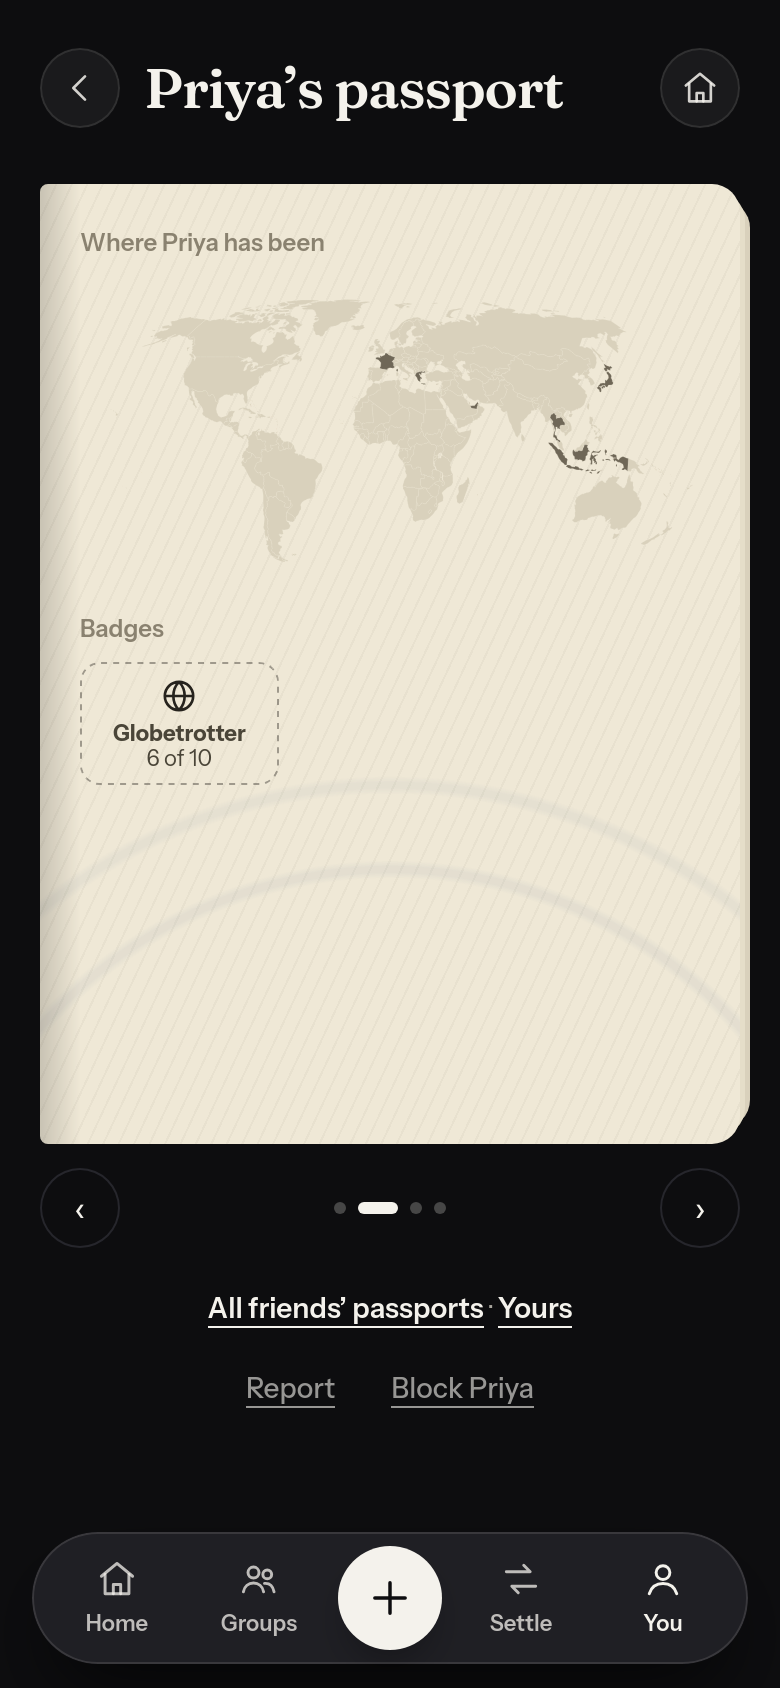 Priya’s passport
Where Priya has been
Badges
Globetrotter
6 of 10
‹
›
All friends’ passports · Yours
Report Block Priya
Home Groups Settle You